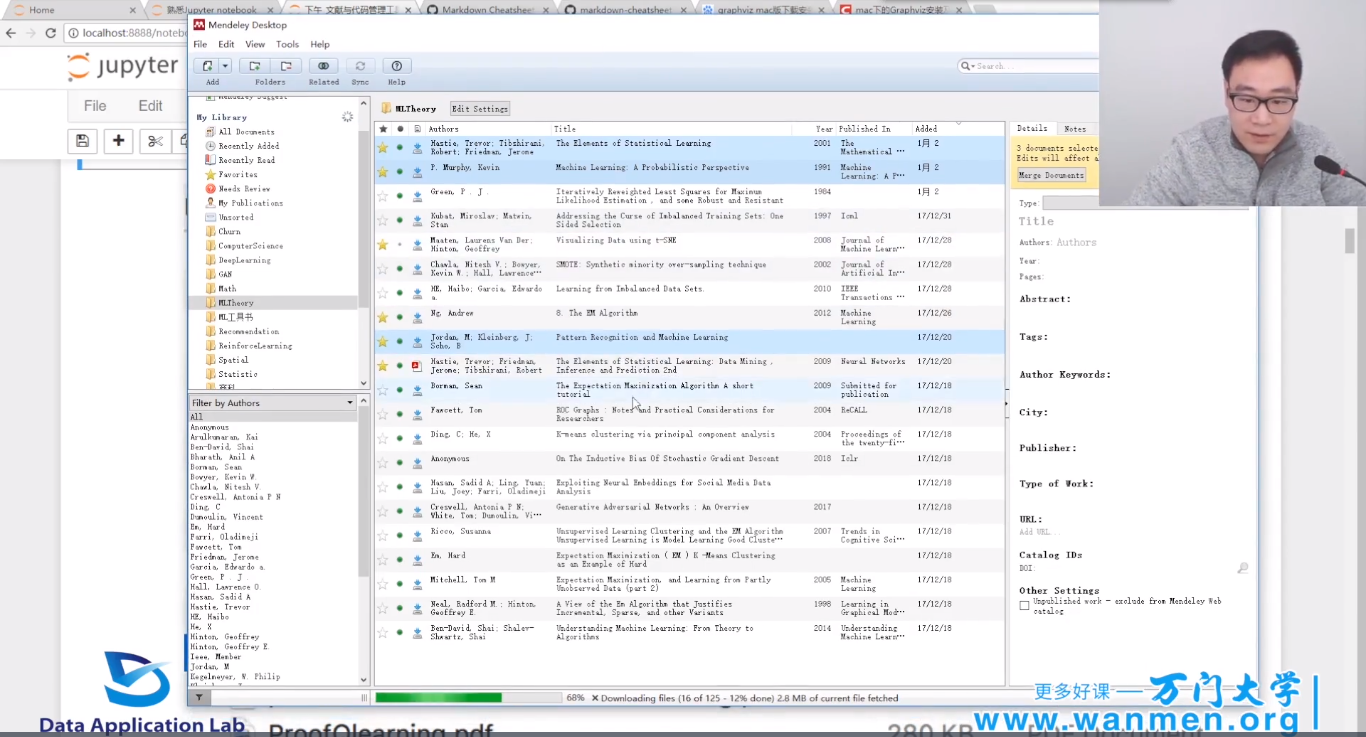 Home
熟悉Jupyter notebook
下午 文献与代码管理工
Markdown Cheatsheet
markdown-cheatsheet
graphviz mac版下载安装
mac下的Graphviz安装及
localhost:8888/noteb
Mendeley Desktop
File Edit View Tools Help
jupyter
File Edit
Add Folders Related Sync Help
Search...
Mendeley Suggest
My Library
All Documents
Recently Added
Recently Read
Favorites
Needs Review
My Publications
Unsorted
Churn
ComputerScience
DeepLearning
GAN
Math
MLTheory
ML工具书
Recommendation
ReinforceLearning
Spatial
Statistic
Filter by Authors
All
Anonymous
Arulkumaran, Kai
Ben-David, Shai
Bharath, Anil A
Borman, Sean
Bowyer, Kevin W.
Chawla, Nitesh V.
Creswell, Antonia P N
Ding, C
Dumoulin, Vincent
Em, Hard
Farri, Oladimeji
Fawcett, Tom
Friedman, Jerome
Garcia, Edwardo a.
Green, P . J .
Hall, Lawrence O.
Hasan, Sadid A
Hastie, Trevor
HE, Haibo
He, X
Hinton, Geoffrey
Hinton, Geoffrey E.
Ieee, Member
Jordan, M
Kegelmeyer, W. Philip
MLTheory Edit Settings
Authors Title Year Published In Added
Hastie, Trevor; Tibshirani, The Elements of Statistical Learning 2001 The 1月 2
Robert; Friedman, Jerome Mathematical ...
P. Murphy, Kevin Machine Learning: A Probabilistic Perspective 1991 Machine 1月 2
Learning: A P...
Green, P . J . Iteratively Reweighted Least Squares for Maximum 1984 1月 2
Likelihood Estimation , and some Robust and Resistant
Kubat, Miroslav; Matwin, Addressing the Curse of Imbalanced Training Sets: One 1997 Icml 17/12/31
Stan Sided Selection
Maaten, Laurens Van Der; Visualizing Data using t-SNE 2008 Journal of 17/12/28
Hinton, Geoffrey Machine Learn...
Chawla, Nitesh V.; Bowyer, SMOTE: Synthetic minority over-sampling technique 2002 Journal of 17/12/28
Kevin W.; Hall, Lawrence... Artificial In...
HE, Haibo; Garcia, Edwardo Learning from Imbalanced Data Sets. 2010 IEEE 17/12/28
a. Transactions ...
Ng, Andrew 8. The EM Algorithm 2012 Machine 17/12/26
Learning
Jordan, M; Kleinberg, J; Pattern Recognition and Machine Learning 17/12/20
Scho, B
Hastie, Trevor; Friedman, The Elements of Statistical Learning: Data Mining , 2009 Neural Networks 17/12/20
Jerome; Tibshirani, Robert Inference and Prediction 2nd
Borman, Sean The Expectation Maximization Algorithm A short 2009 Submitted for 17/12/18
tutorial publication
Fawcett, Tom ROC Graphs : Notes and Practical Considerations for 2004 ReCALL 17/12/18
Researchers
Ding, C; He, X K-means clustering via principal component analysis 2004 Proceedings of 17/12/18
the twenty-fi...
Anonymous On The Inductive Bias Of Stochastic Gradient Descent 2018 Iclr 17/12/18
Hasan, Sadid A; Ling, Yuan; Exploiting Neural Embeddings for Social Media Data 17/12/18
Liu, Joey; Farri, Oladimeji Analysis
Creswell, Antonia P N; Generative Adversarial Networks : An Overview 2017 17/12/18
White, Tom; Dumoulin, Vi...
Ricco, Susanna Unsupervised Learning Clustering and the EM Algorithm 2007 Trends in 17/12/18
Unsupervised Learning is Model Learning Good Cluste... Cognitive Sci...
Em, Hard Expectation Maximization ( EM ) K -Means Clustering 17/12/18
as an Example of Hard
Mitchell, Tom M Expectation Maximization, and Learning from Partly 2005 Machine 17/12/18
Unobserved Data (part 2) Learning
Neal, Radford M.; Hinton, A View of the Em Algorithm that Justifies 1998 Learning in 17/12/18
Geoffrey E. Incremental, Sparse, and other Variants Graphical Mod...
Ben-David, Shai; Shalev- Understanding Machine Learning: From Theory to 2014 Understanding 17/12/18
Shwartz, Shai Algorithms Machine Learn...
Details Notes
3 documents selecte
Edits will affect a
Merge Documents
Type:
Title
Authors: Authors
Year:
Pages:
Abstract:
Tags:
Author Keywords:
City:
Publisher:
Type of Work:
URL:
Add URL...
Catalog IDs
DOI:
Other Settings
Unpublished work - exclude from Mendeley Web
catalog
68% Downloading files (16 of 125 - 12% done) 2.8 MB of current file fetched
Data Application Lab
ProofOlearning.pdf
280 KB
PDF Document
更多好课 — 万门大学
www.wanmen.org